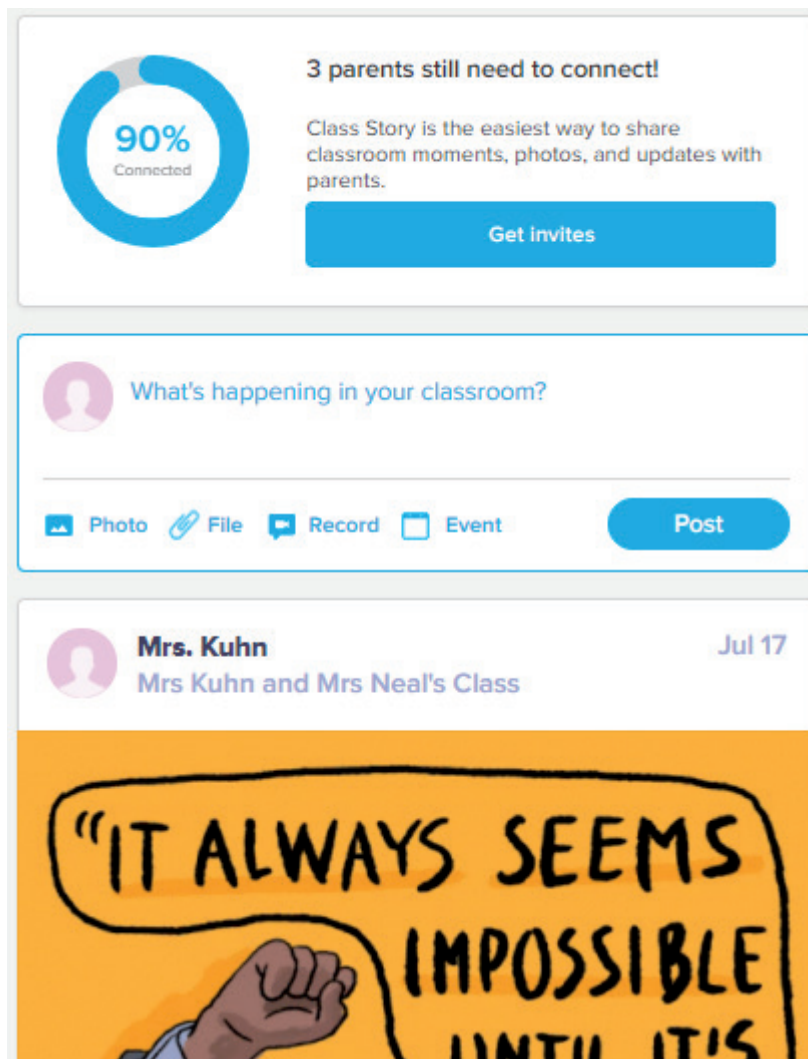 90%
Connected
3 parents still need to connect!
Class Story is the easiest way to share
classroom moments, photos, and updates with
parents.
Get invites
What's happening in your classroom?
Photo File Record Event Post
Mrs. Kuhn
Jul 17
Mrs Kuhn and Mrs Neal's Class
"IT ALWAYS SEEMS
IMPOSSIBLE
UNTIL IT'S